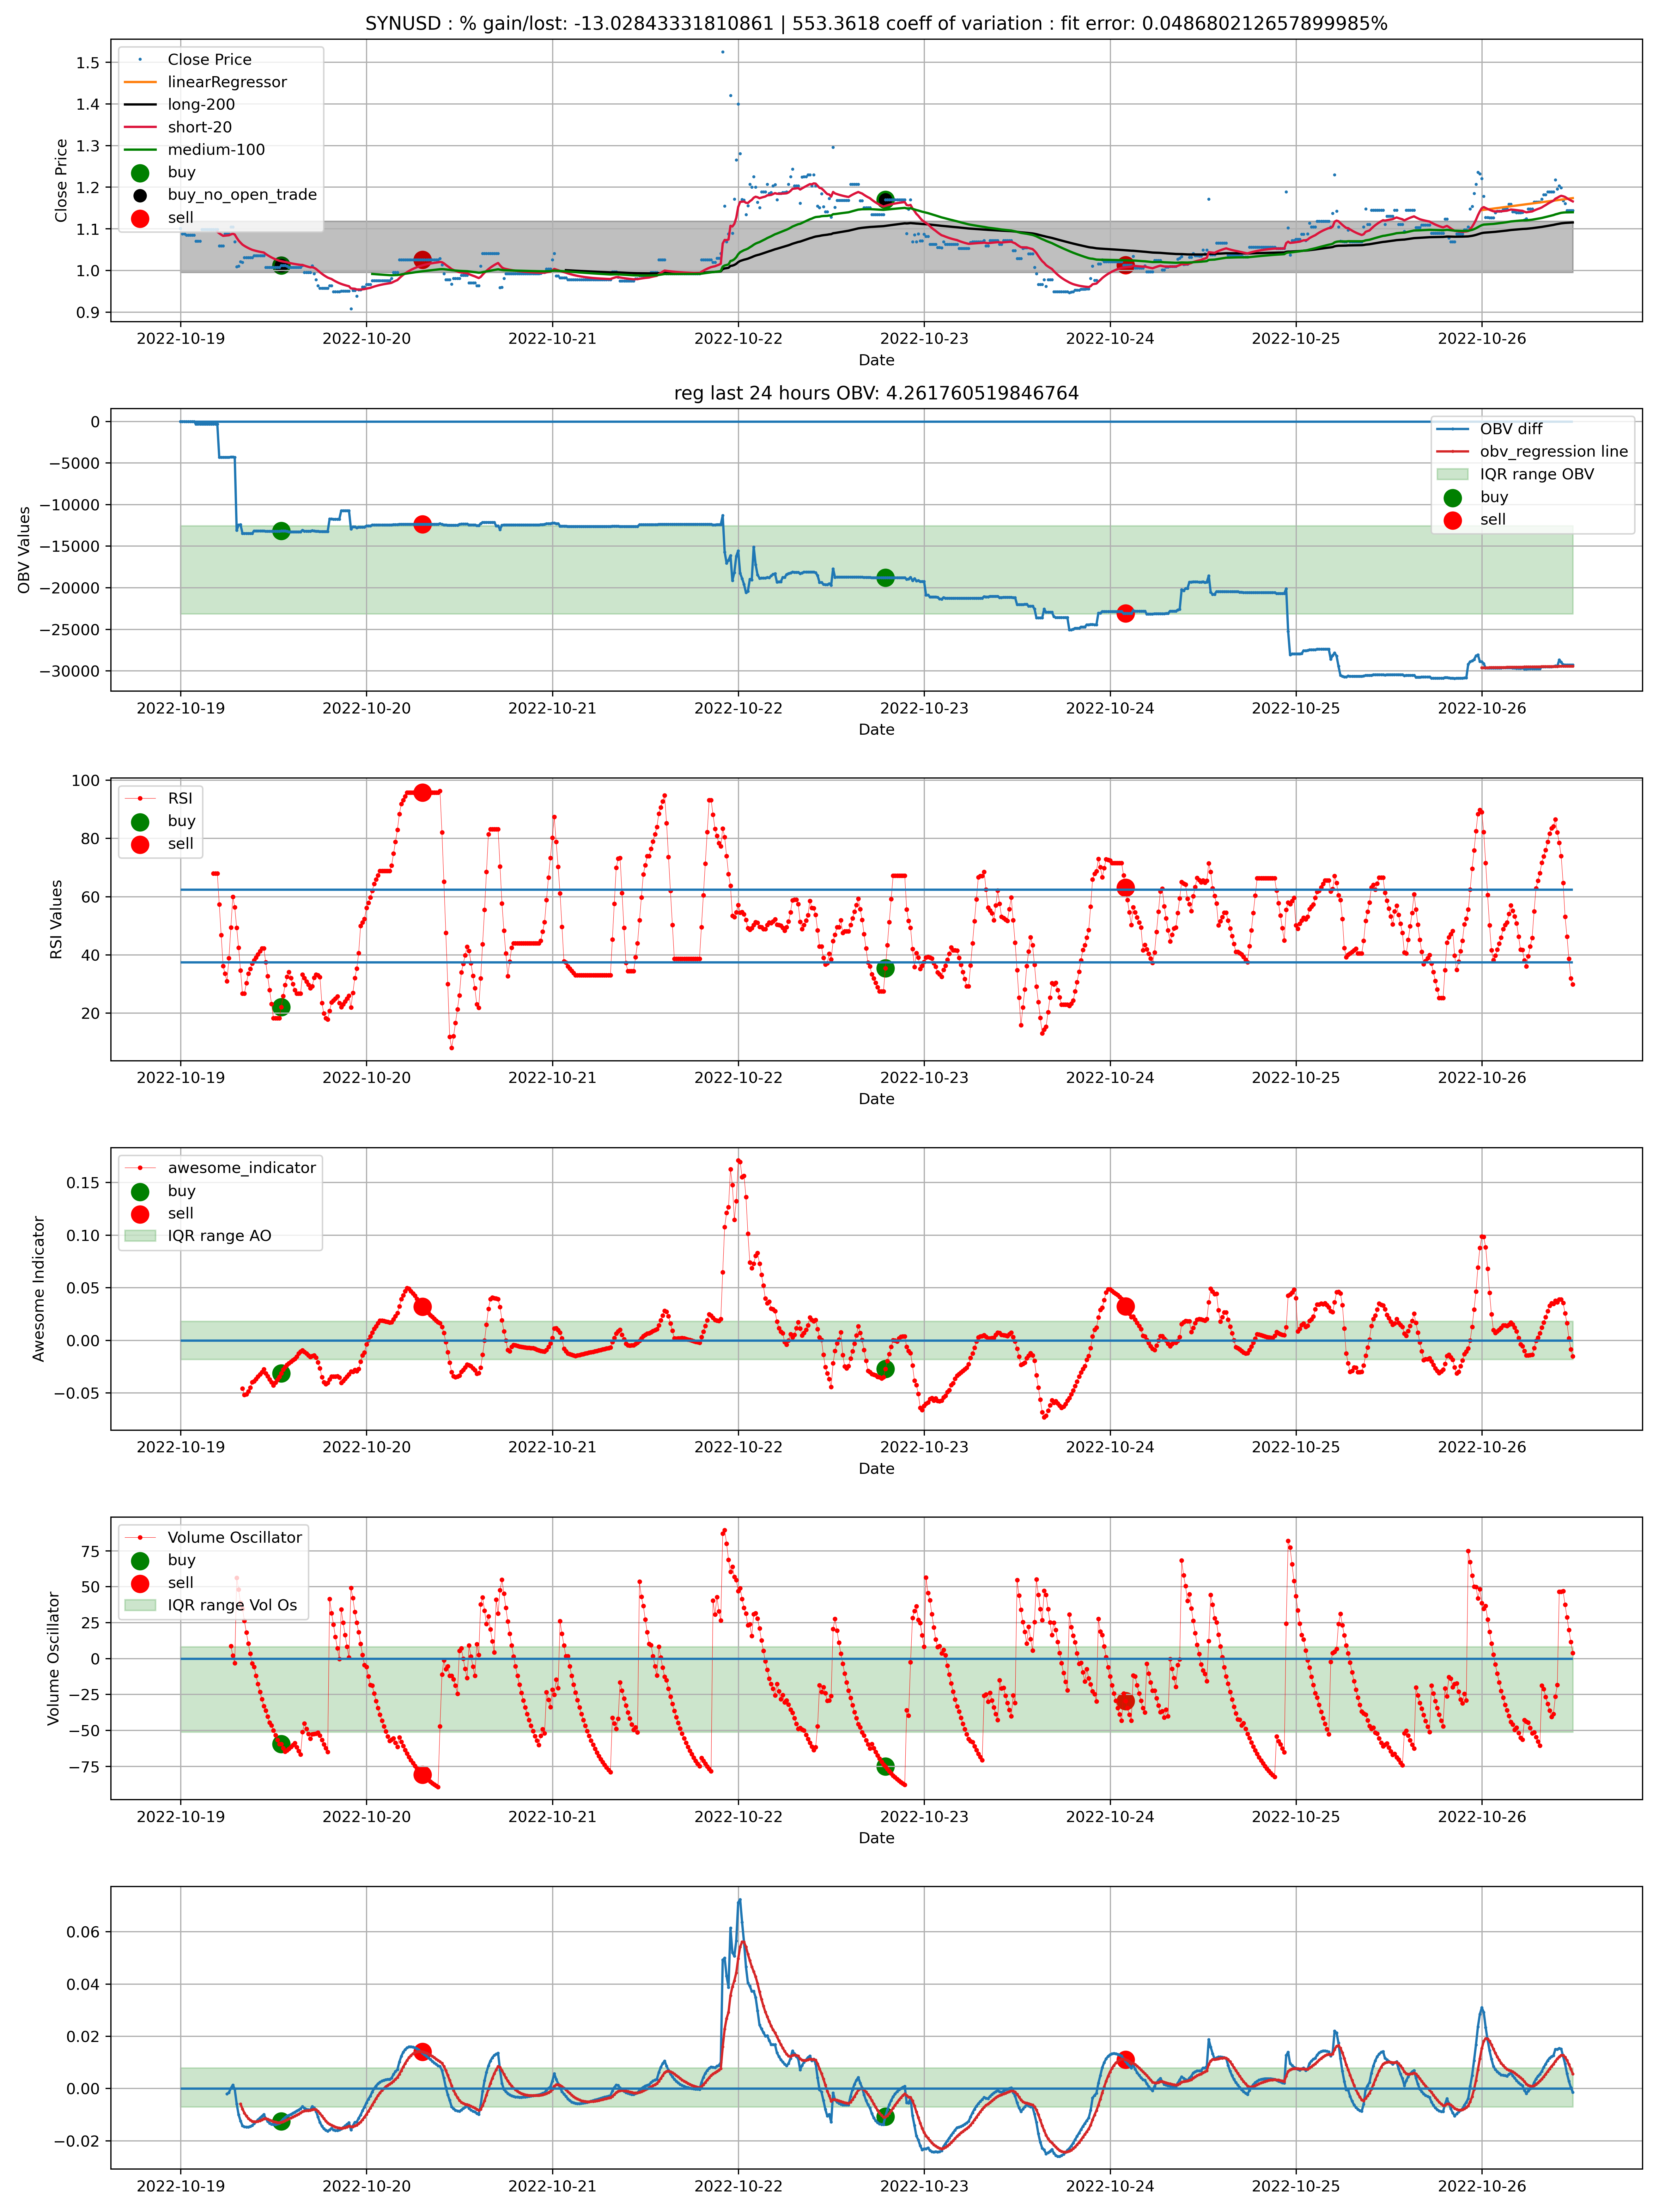 SYNUSD : % gain/lost: -13.02843331810861 | 553.3618 coeff of variation : fit error: 0.048680212657899985%
Close Price
linearRegressor
long-200
short-20
medium-100
buy
buy_no_open_trade
sell
Close Price
1.5
1.4
1.3
1.2
1.1
1.0
0.9
2022-10-19 2022-10-20 2022-10-21 2022-10-22 2022-10-23 2022-10-24 2022-10-25 2022-10-26
Date
reg last 24 hours OBV: 4.261760519846764
OBV diff
obv_regression line
IQR range OBV
buy
sell
OBV Values
0
−5000
−10000
−15000
−20000
−25000
−30000
2022-10-19 2022-10-20 2022-10-21 2022-10-22 2022-10-23 2022-10-24 2022-10-25 2022-10-26
Date
RSI
buy
sell
RSI Values
100
80
60
40
20
2022-10-19 2022-10-20 2022-10-21 2022-10-22 2022-10-23 2022-10-24 2022-10-25 2022-10-26
Date
awesome_indicator
buy
sell
IQR range AO
Awesome Indicator
0.15
0.10
0.05
0.00
−0.05
2022-10-19 2022-10-20 2022-10-21 2022-10-22 2022-10-23 2022-10-24 2022-10-25 2022-10-26
Date
Volume Oscillator
buy
sell
IQR range Vol Os
Volume Oscillator
75
50
25
0
−25
−50
−75
2022-10-19 2022-10-20 2022-10-21 2022-10-22 2022-10-23 2022-10-24 2022-10-25 2022-10-26
Date
0.06
0.04
0.02
0.00
−0.02
2022-10-19 2022-10-20 2022-10-21 2022-10-22 2022-10-23 2022-10-24 2022-10-25 2022-10-26